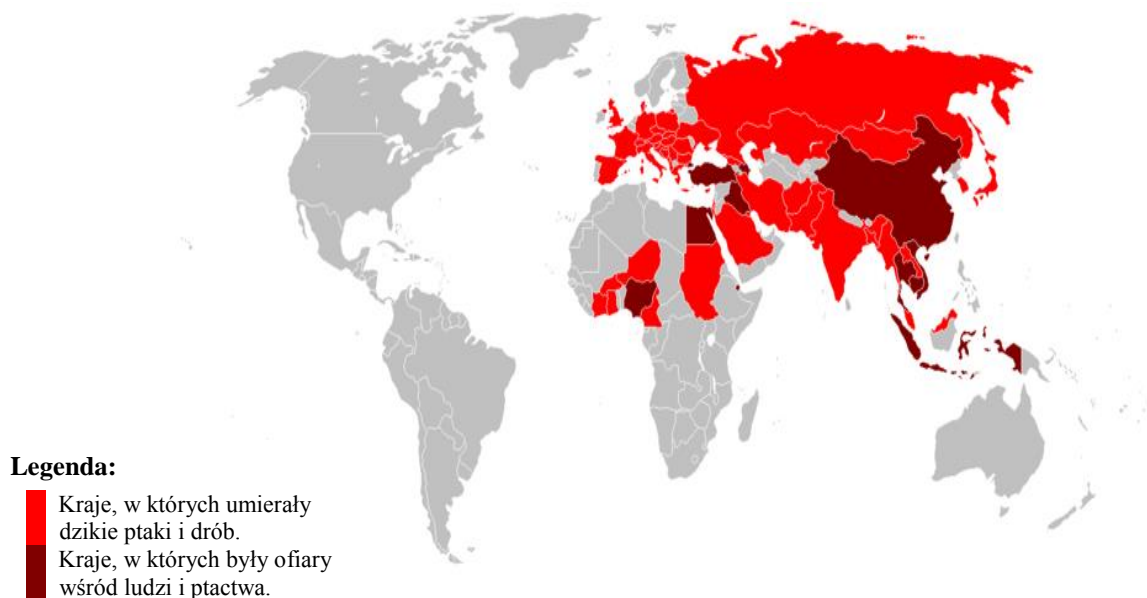 Legenda:
Kraje, w których umierały
dzikie ptaki i drób.
Kraje, w których były ofiary
wśród ludzi i ptactwa.